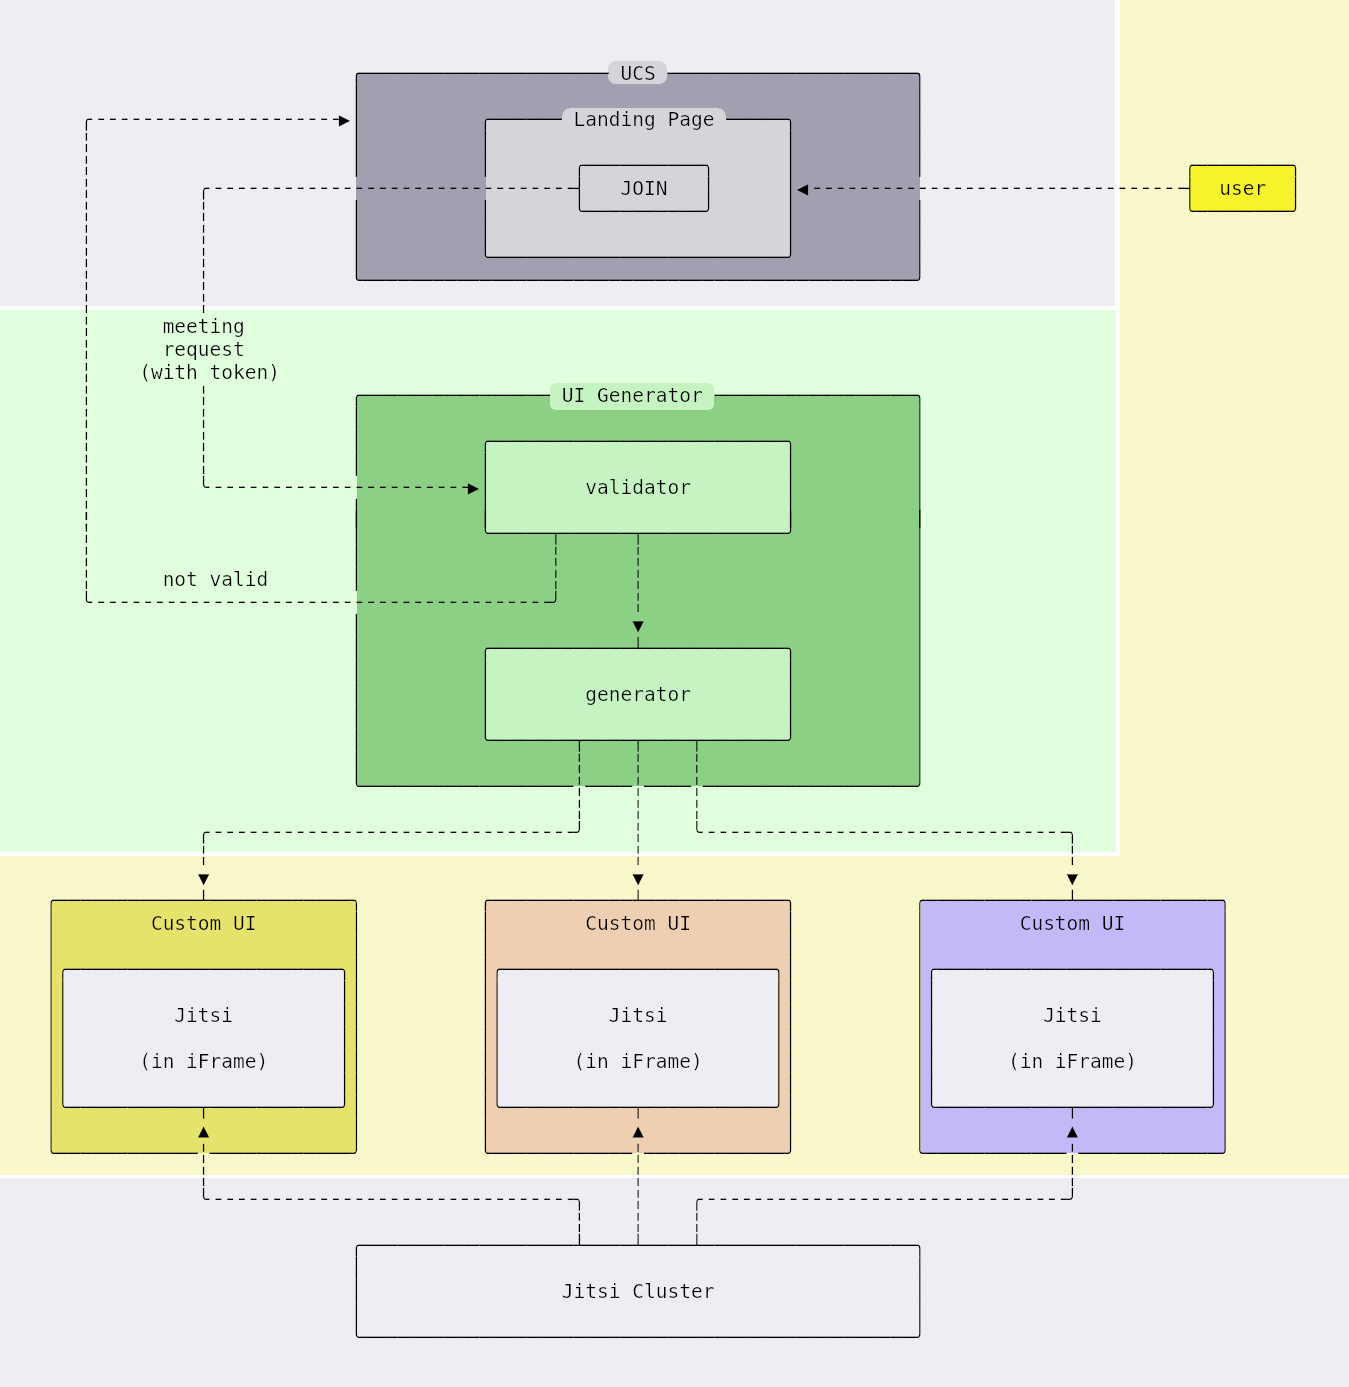 UCS
Landing Page
JOIN
user
meeting
request
(with token)
UI Generator
validator
not valid
generator
Custom UI
Jitsi
(in iFrame)
Custom UI
Jitsi
(in iFrame)
Custom UI
Jitsi
(in iFrame)
Jitsi Cluster